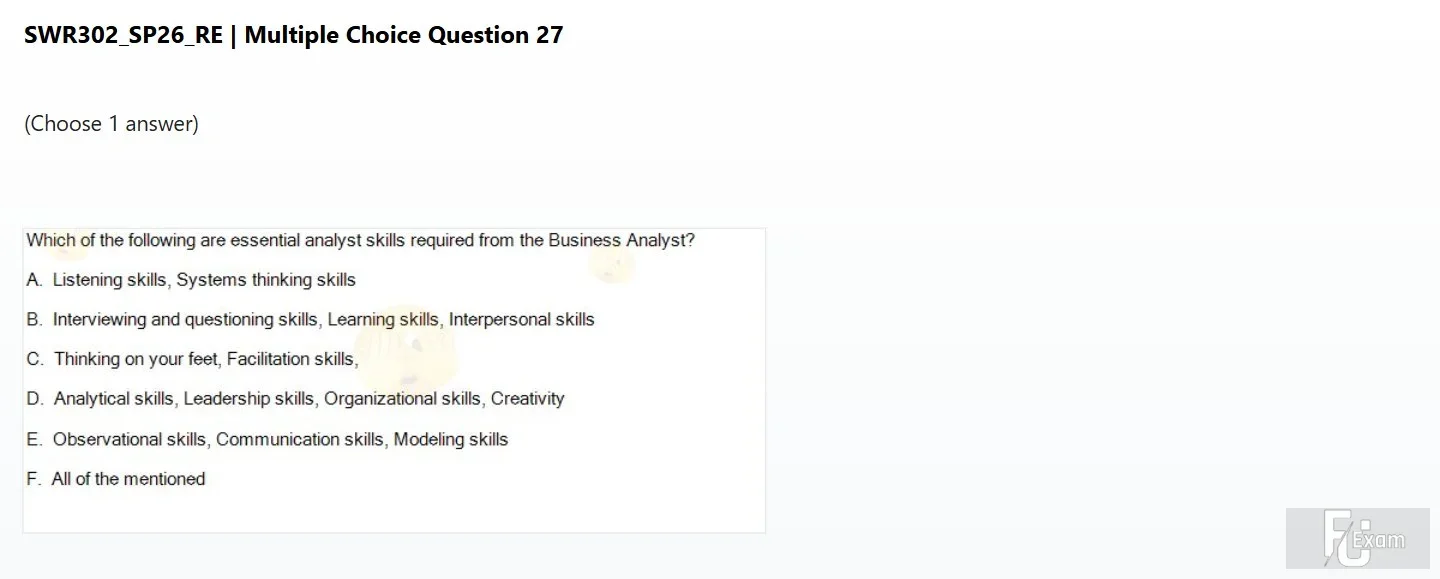 SWR302_SP26_RE | Multiple Choice Question 27
(Choose 1 answer)
Which of the following are essential analyst skills required from the Business Analyst?
A. Listening skills, Systems thinking skills
B. Interviewing and questioning skills, Learning skills, Interpersonal skills
C. Thinking on your feet, Facilitation skills,
D. Analytical skills, Leadership skills, Organizational skills, Creativity
E. Observational skills, Communication skills, Modeling skills
F. All of the mentioned
Exam